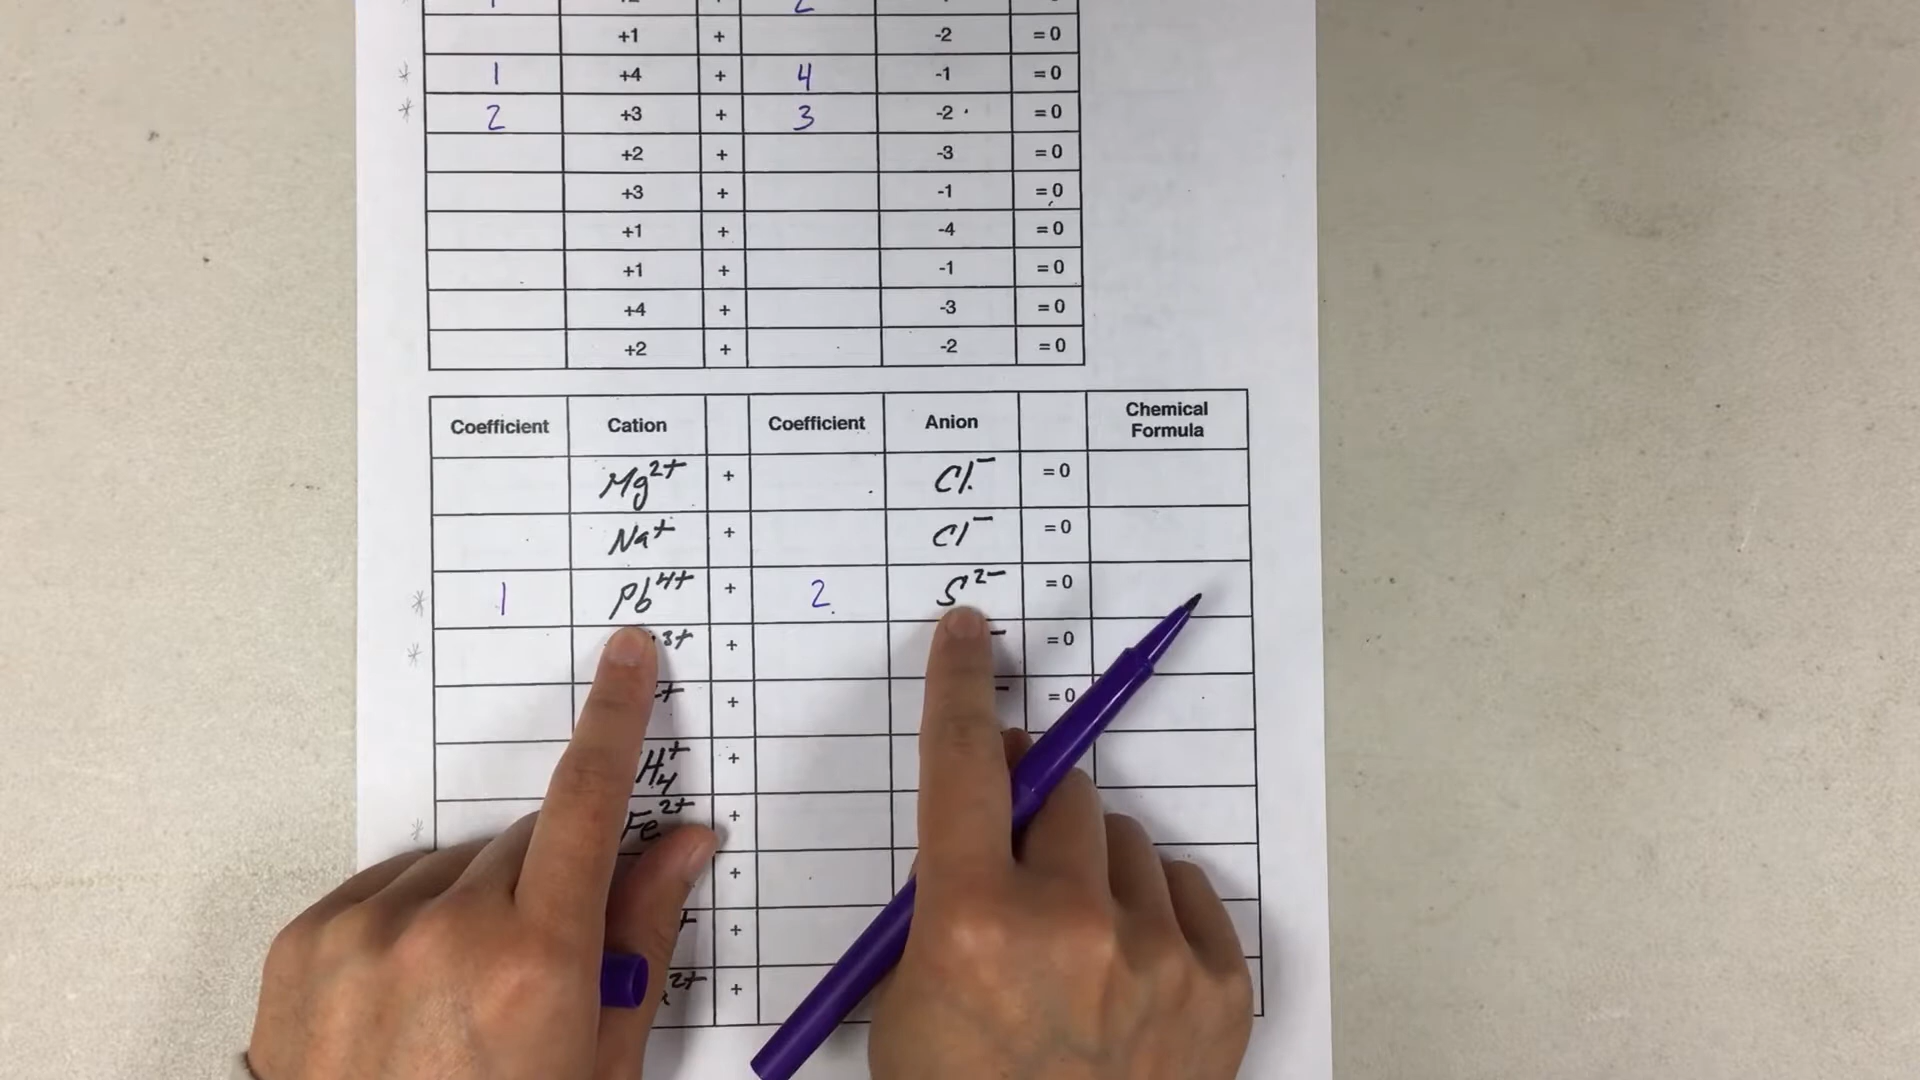 +1 + -2 = 0
* 1 +4 + 4 -1 = 0
* 2 +3 + 3 -2 = 0
+2 + -3 = 0
+3 + -1 = 0
+1 + -4 = 0
+1 + -1 = 0
+4 + -3 = 0
+2 + -2 = 0
Coefficient Cation Coefficient Anion Chemical Formula
Mg²⁺ + Cl⁻ = 0
Na⁺ + Cl⁻ = 0
* 1 Pb⁴⁺ + 2 S²⁻ = 0
* ³⁺ + ⁻ = 0
⁺ + ⁻ = 0
H₄⁺ +
* Fe²⁺ +
+
⁺ +
²⁺ +